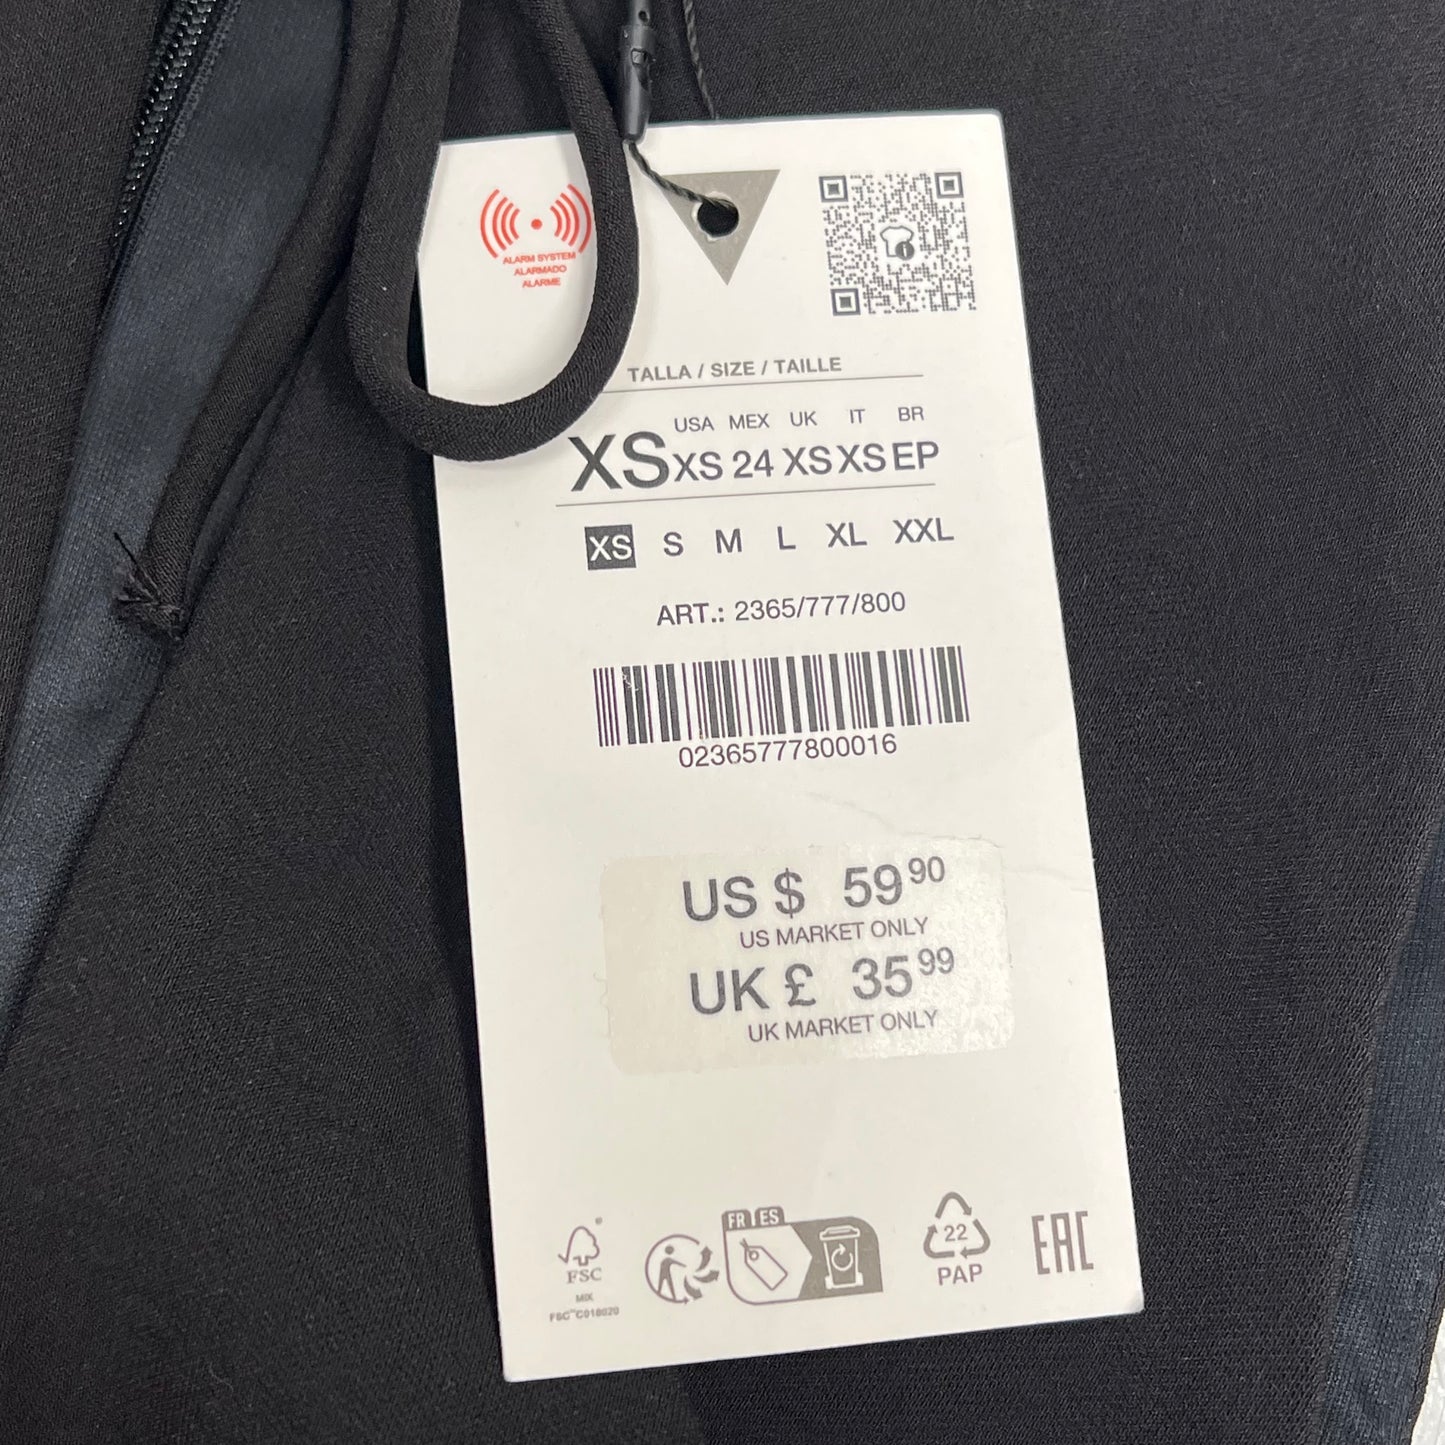 ALARM SYSTEM
ALARMADO
ALARME
TALLA / SIZE / TAILLE
USA MEX UK IT BR
XS XS 24 XS XS EP
XS S M L XL XXL
ART.: 2365/777/800
02365777800016
US $ 59 90
US MARKET ONLY
UK £ 35 99
UK MARKET ONLY
FR ES
FSC
MIX
FSC™ C018020
22
PAP
EAC